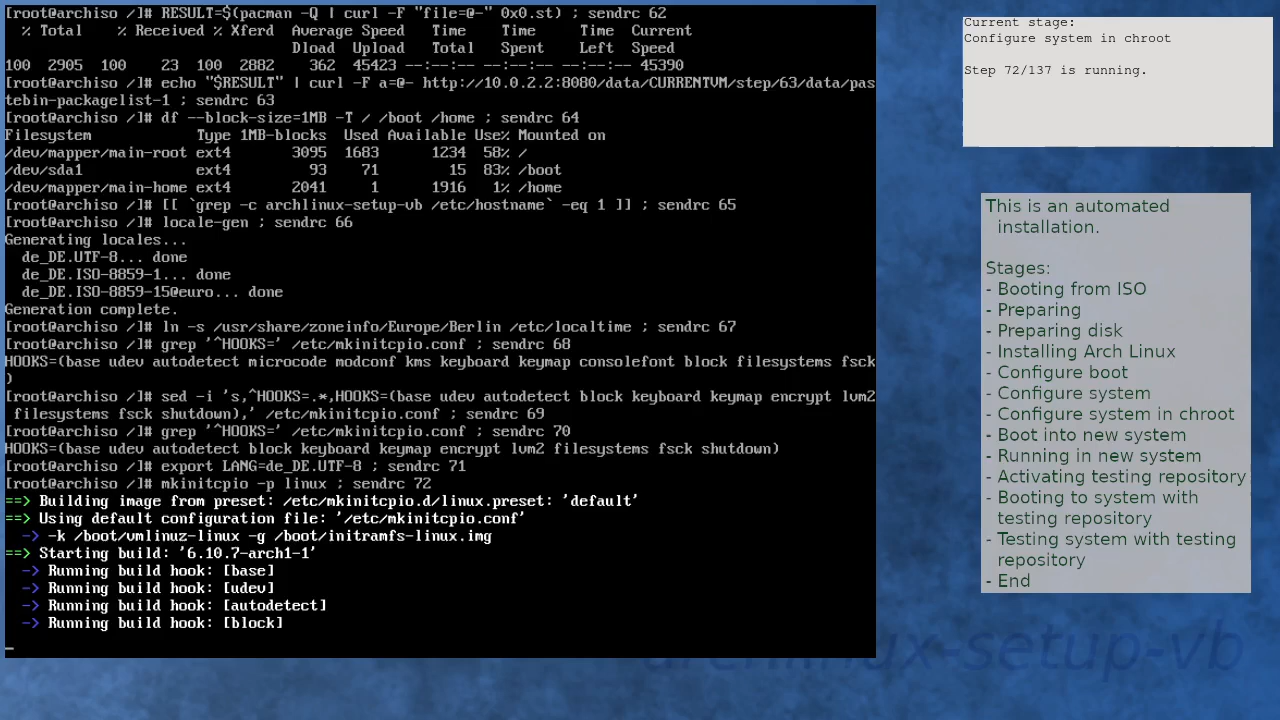 [root@archiso /]# RESULT=$(pacman -Q | curl -F "file=@-" 0x0.st) ; sendrc 62
% Total % Received % Xferd Average Speed Time Time Time Current
Dload Upload Total Spent Left Speed
100 2905 100 23 100 2882 362 45423 --:--:-- --:--:-- --:--:-- 45390
[root@archiso /]# echo "$RESULT" | curl -F a=@- http://10.0.2.2:8080/data/CURRENTVM/step/63/data/pas
tebin-packagelist-1 ; sendrc 63
[root@archiso /]# df --block-size=1MB -T / /boot /home ; sendrc 64
Filesystem Type 1MB-blocks Used Available Use% Mounted on
/dev/mapper/main-root ext4 3095 1683 1234 58% /
/dev/sda1 ext4 93 71 15 83% /boot
/dev/mapper/main-home ext4 2041 1 1916 1% /home
[root@archiso /]# [[ `grep -c archlinux-setup-vb /etc/hostname` -eq 1 ]] ; sendrc 65
[root@archiso /]# locale-gen ; sendrc 66
Generating locales...
de_DE.UTF-8... done
de_DE.ISO-8859-1... done
de_DE.ISO-8859-15@euro... done
Generation complete.
[root@archiso /]# ln -s /usr/share/zoneinfo/Europe/Berlin /etc/localtime ; sendrc 67
[root@archiso /]# grep '^HOOKS=' /etc/mkinitcpio.conf ; sendrc 68
HOOKS=(base udev autodetect microcode modconf kms keyboard keymap consolefont block filesystems fsck
)
[root@archiso /]# sed -i 's,^HOOKS=.*,HOOKS=(base udev autodetect block keyboard keymap encrypt lvm2
filesystems fsck shutdown),' /etc/mkinitcpio.conf ; sendrc 69
[root@archiso /]# grep '^HOOKS=' /etc/mkinitcpio.conf ; sendrc 70
HOOKS=(base udev autodetect block keyboard keymap encrypt lvm2 filesystems fsck shutdown)
[root@archiso /]# export LANG=de_DE.UTF-8 ; sendrc 71
[root@archiso /]# mkinitcpio -p linux ; sendrc 72
==> Building image from preset: /etc/mkinitcpio.d/linux.preset: 'default'
==> Using default configuration file: '/etc/mkinitcpio.conf'
-> -k /boot/vmlinuz-linux -g /boot/initramfs-linux.img
==> Starting build: '6.10.7-arch1-1'
-> Running build hook: [base]
-> Running build hook: [udev]
-> Running build hook: [autodetect]
-> Running build hook: [block]
_
Current stage:
Configure system in chroot
Step 72/137 is running.
This is an automated
installation.
Stages:
- Booting from ISO
- Preparing
- Preparing disk
- Installing Arch Linux
- Configure boot
- Configure system
- Configure system in chroot
- Boot into new system
- Running in new system
- Activating testing repository
- Booting to system with
testing repository
- Testing system with testing
repository
- End
archlinux-setup-vb